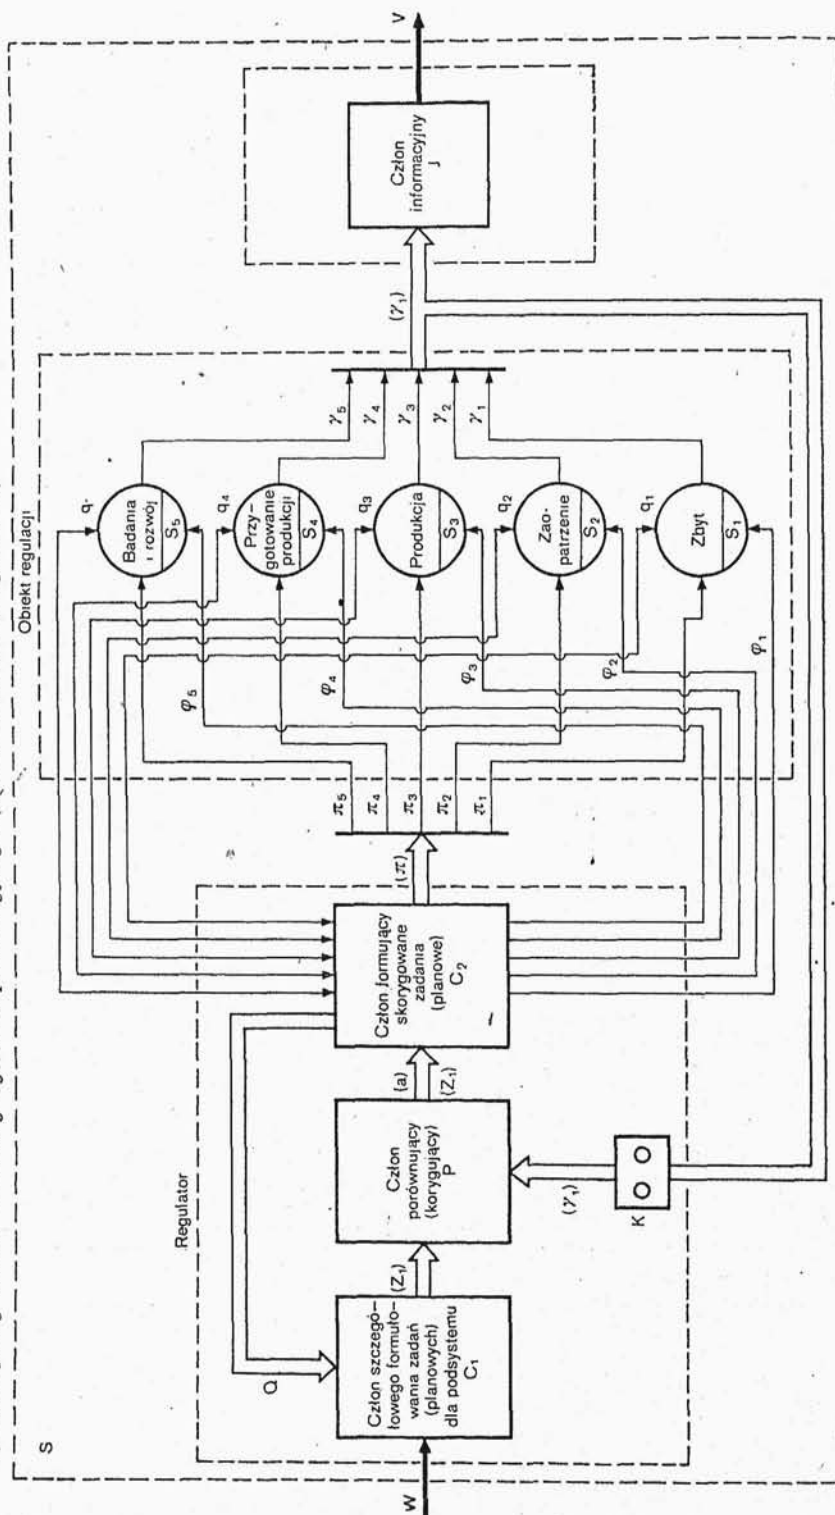 S
W
V
Regulator
Obiekt regulacji
Q
Człon szczegó-
łowego formuło-
wania zadań
(planowych)
dla podsystemu
C₁
(Z₁)
Człon
porównujący
(korygujący)
P
(a)
(Z₁)
Człon formujący
skorygowane
zadania
(planowe)
C₂
(γ₁)
K
(π)
π₅
π₄
π₃
π₂
π₁
φ₅
φ₄
φ₃
φ₂
φ₁
q.
Badania
i rozwój
S₅
q₄
Przy-
gotowanie
produkcji
S₄
q₃
Produkcja
S₃
q₂
Zao-
patrzenie
S₂
q₁
Zbyt
S₁
γ₅
γ₄
γ₃
γ₂
γ₁
(γ₁)
Człon
informacyjny
J